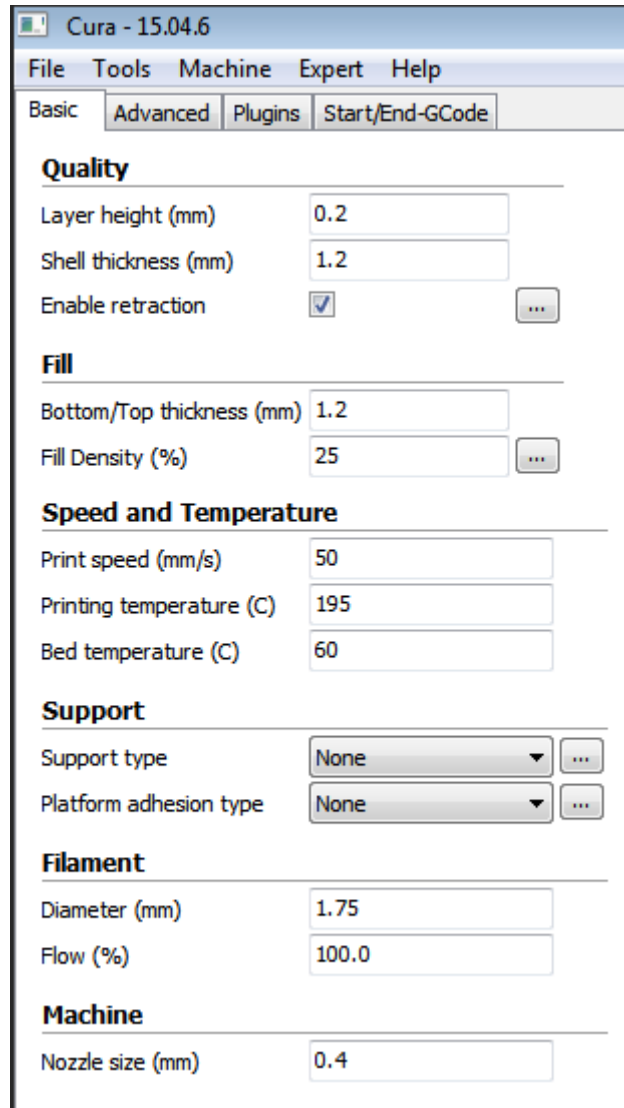 Cura - 15.04.6
File Tools Machine Expert Help
Basic Advanced Plugins Start/End-GCode
Quality
Layer height (mm) 0.2
Shell thickness (mm) 1.2
Enable retraction ...
Fill
Bottom/Top thickness (mm) 1.2
Fill Density (%) 25 ...
Speed and Temperature
Print speed (mm/s) 50
Printing temperature (C) 195
Bed temperature (C) 60
Support
Support type None ...
Platform adhesion type None ...
Filament
Diameter (mm) 1.75
Flow (%) 100.0
Machine
Nozzle size (mm) 0.4